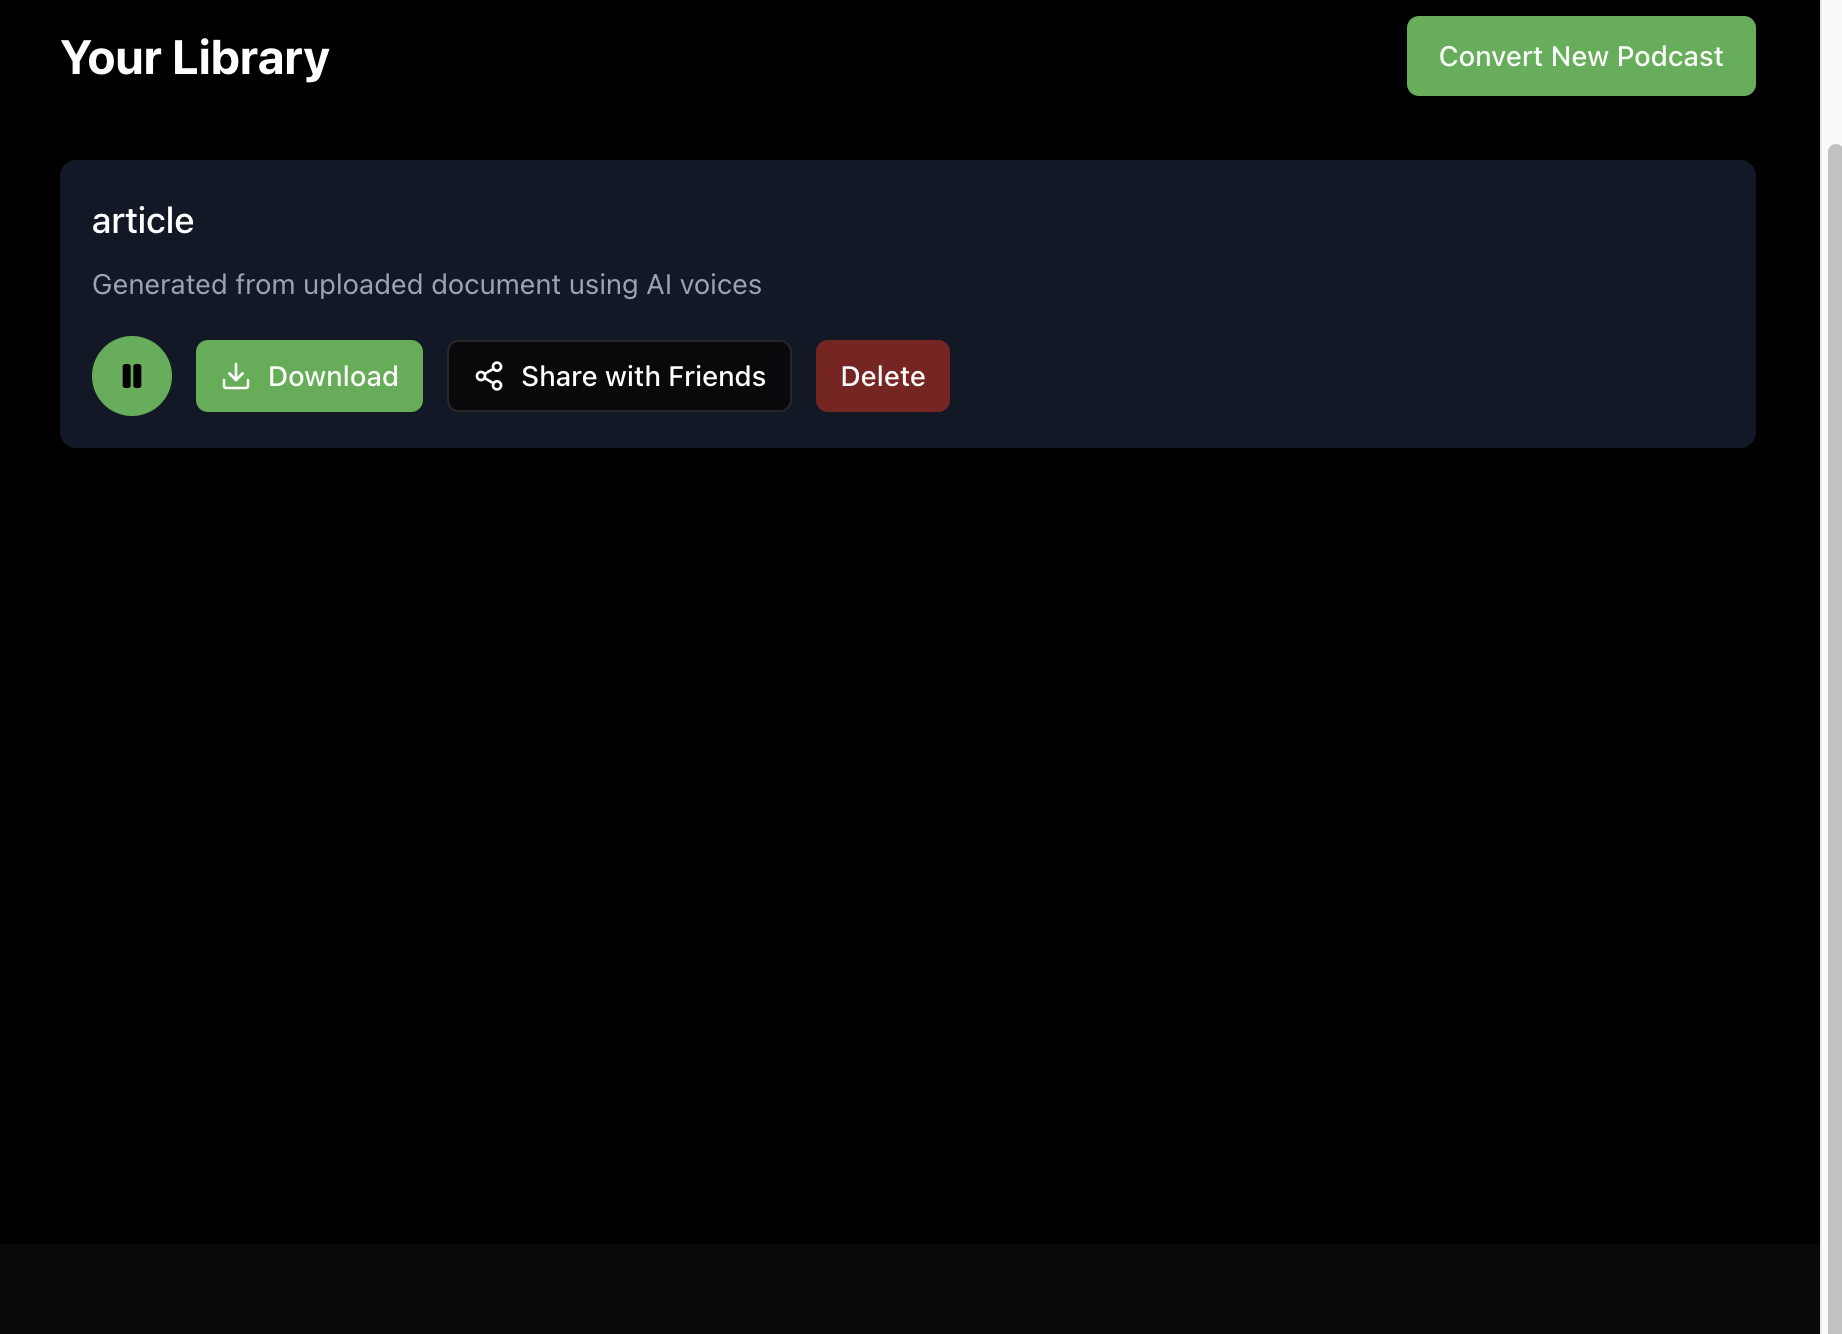 Your Library
Convert New Podcast
article
Generated from uploaded document using AI voices
Download
Share with Friends
Delete